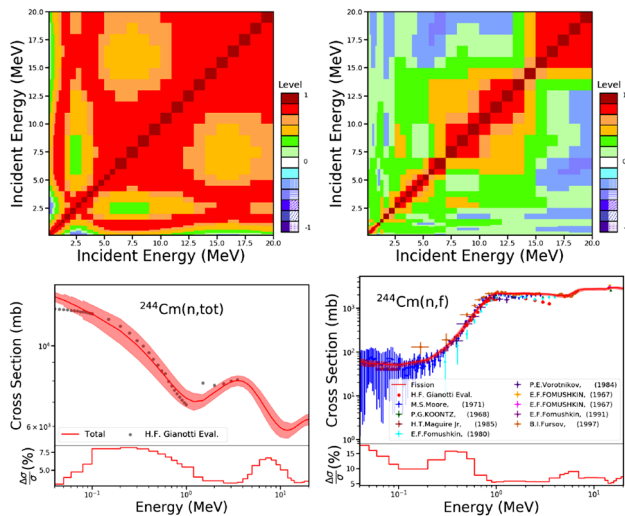 20.0
17.5
15.0
12.5
10.0
7.5
5.0
2.5
Incident Energy (MeV)
2.5 5.0 7.5 10.0 12.5 15.0 17.5 20.0
Incident Energy (MeV)
Level
1
0
-1
20.0
17.5
15.0
12.5
10.0
7.5
5.0
2.5
Incident Energy (MeV)
2.5 5.0 7.5 10.0 12.5 15.0 17.5 20.0
Incident Energy (MeV)
Level
1
0
-1
²⁴⁴Cm(n,tot)
Cross Section (mb)
10⁴
6 × 10³
Total
H.F. Gianotti Eval.
Δσ/σ (%)
7.5
5.0
10⁻¹ 10⁰ 10¹
Energy (MeV)
²⁴⁴Cm(n,f)
Cross Section (mb)
10³
10²
10¹
10⁰
Fission
H.F. Gianotti Eval.
M.S.Moore, (1971)
P.G.KOONTZ, (1968)
H.T.Maguire Jr, (1985)
E.F.Fomushkin, (1980)
P.E.Vorotnikov, (1984)
E.F.FOMUSHKIN, (1967)
E.F.FOMUSHKIN, (1967)
E.F.Fomushkin, (1991)
B.I.Fursov, (1997)
Δσ/σ (%)
15
10
5
10⁻¹ 10⁰ 10¹
Energy (MeV)